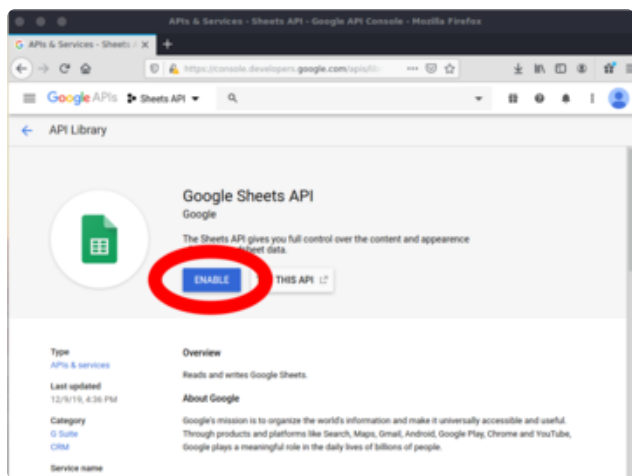 APIs & Services - Sheets API - Google API Console - Mozilla Firefox
APIs & Services - Sheets
https://console.developers.google.com/apis/
Google APIs Sheets API
API Library
Google Sheets API
Google
The Sheets API gives you full control over the content and appearence
data.
ENABLE THIS API
Type
APIs & services
Last updated
12/9/19, 4:36 PM
Category
G Suite
CRM
Service name
Overview
Reads and writes Google Sheets.
About Google
Google's mission is to organize the world's information and make it universally accessible and useful.
Through products and platforms like Search, Maps, Gmail, Android, Google Play, Chrome and YouTube,
Google plays a meaningful role in the daily lives of billions of people.